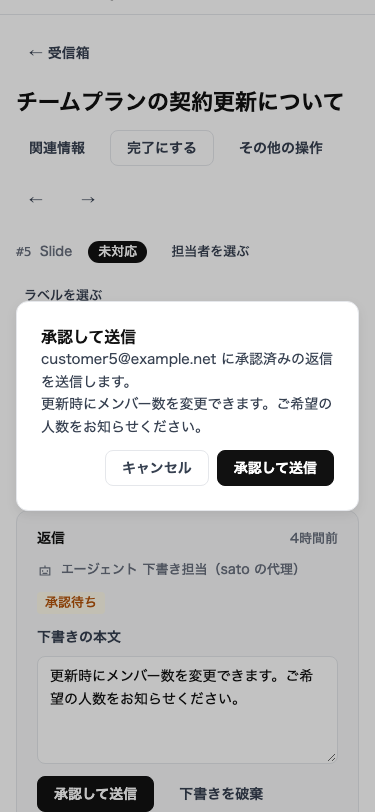 ← 受信箱
チームプランの契約更新について
関連情報 完了にする その他の操作
← →
#5 Slide 未対応 担当者を選ぶ
ラベルを選ぶ
承認して送信
customer5@example.net に承認済みの返信
を送信します。
更新時にメンバー数を変更できます。ご希望の
人数をお知らせください。
キャンセル 承認して送信
返信 4時間前
エージェント 下書き担当（sato の代理）
承認待ち
下書きの本文
更新時にメンバー数を変更できます。ご希
望の人数をお知らせください。
承認して送信 下書きを破棄